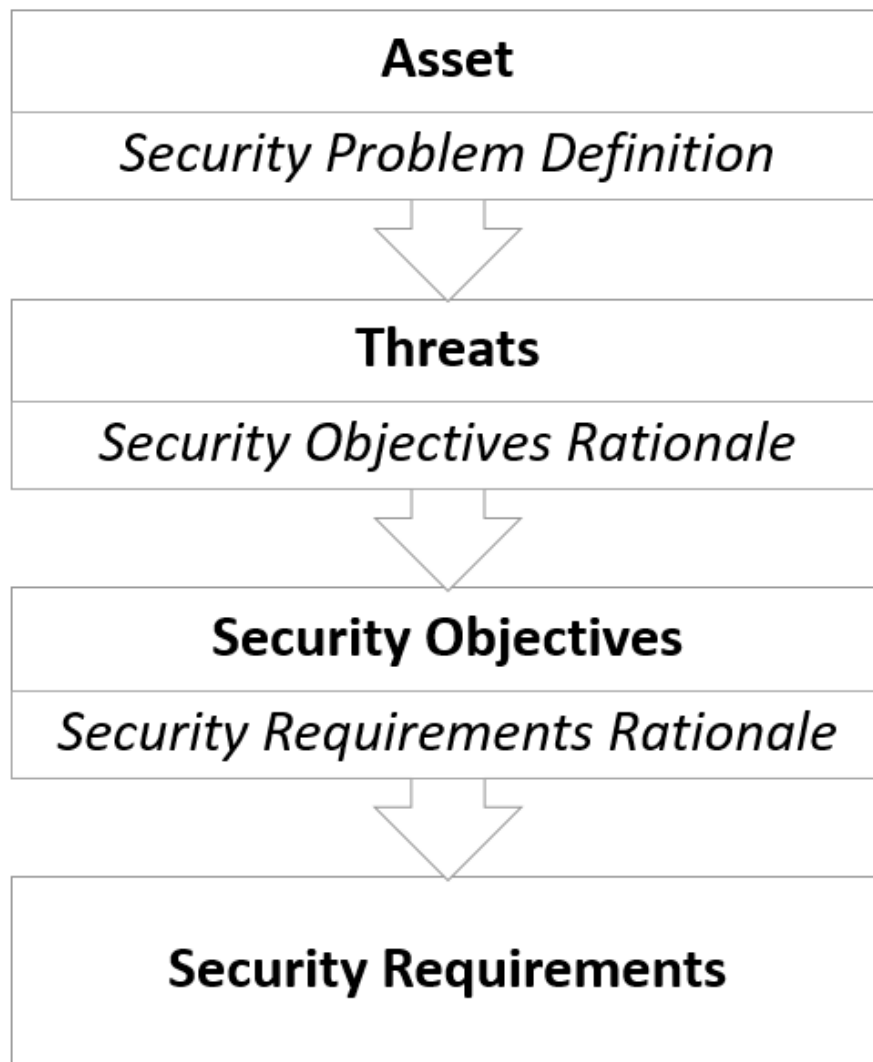 Asset
Security Problem Definition
Threats
Security Objectives Rationale
Security Objectives
Security Requirements Rationale
Security Requirements